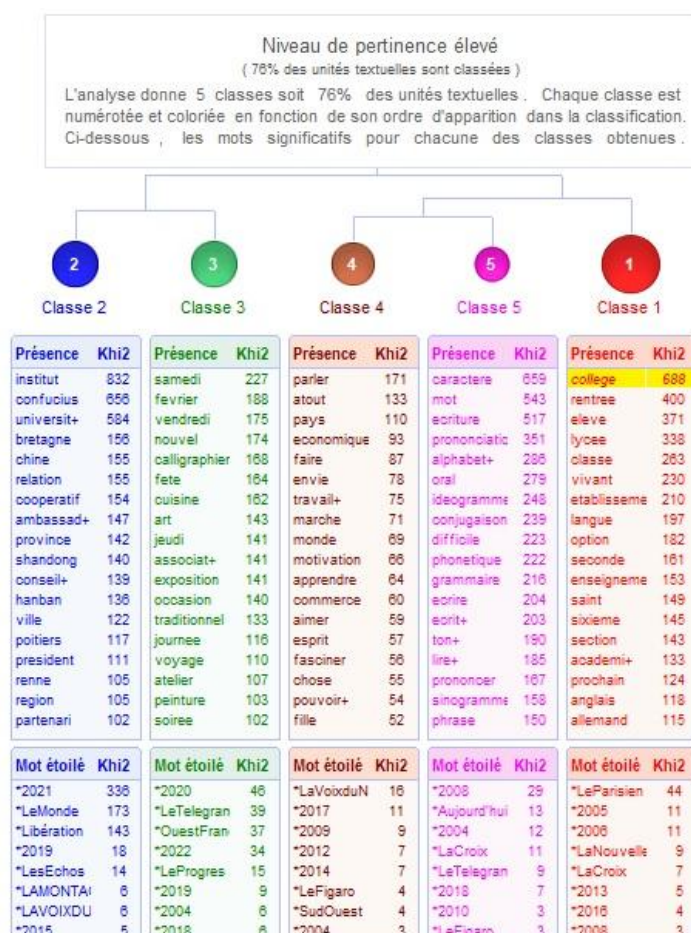 Niveau de pertinence élevé
( 76% des unités textuelles sont classées )
L'analyse donne 5 classes soit 76% des unités textuelles . Chaque classe est
numérotée et coloriée en fonction de son ordre d'apparition dans la classification.
Ci-dessous , les mots significatifs pour chacune des classes obtenues .
2 3 4 5 1
Classe 2 Classe 3 Classe 4 Classe 5 Classe 1
Présence Khi2 Présence Khi2 Présence Khi2 Présence Khi2 Présence Khi2
institut 832 samedi 227 parler 171 caractere 659 college 688
confucius 656 fevrier 188 atout 133 mot 543 rentree 400
universit+ 584 vendredi 175 pays 110 ecriture 517 eleve 371
bretagne 156 nouvel 174 economique 93 prononciatic 351 lycee 338
chine 155 calligraphier 168 faire 87 alphabet+ 286 classe 263
relation 155 fete 164 envie 78 oral 279 vivant 230
cooperatif 154 cuisine 162 travail+ 75 ideogramme 248 etablisseme 210
ambassad+ 147 art 143 marche 71 conjugaison 239 langue 197
province 142 jeudi 141 monde 69 difficile 223 option 182
shandong 140 associat+ 141 motivation 66 phonetique 222 seconde 161
conseil+ 139 exposition 141 apprendre 64 grammaire 216 enseigneme 153
hanban 136 occasion 140 commerce 60 ecrire 204 saint 149
ville 122 traditionnel 133 aimer 59 ecrit+ 203 sixieme 145
poitiers 117 journee 116 esprit 57 ton+ 190 section 143
president 111 voyage 110 fasciner 56 lire+ 185 academi+ 133
renne 105 atelier 107 chose 55 prononcer 167 prochain 124
region 105 peinture 103 pouvoir+ 54 sinogramme 158 anglais 118
partenari 102 soiree 102 fille 52 phrase 150 allemand 115
Mot étoilé Khi2 Mot étoilé Khi2 Mot étoilé Khi2 Mot étoilé Khi2 Mot étoilé Khi2
*2021 336 *2020 46 *LaVoixduN 16 *2008 29 *LeParisien 44
*LeMonde 173 *LeTelegran 39 *2017 11 *Aujourd'hui 13 *2005 11
*Libération 143 *OuestFran 37 *2009 9 *2004 12 *2006 11
*2019 18 *2022 34 *2012 7 *LaCroix 11 *LaNouvelle 9
*LesEchos 14 *LeProgres 15 *2014 7 *LeTelegran 9 *LaCroix 7
*LAMONTA 6 *2019 9 *LeFigaro 4 *2018 7 *2013 5
*LAVOIXDU 6 *2004 6 *SudOuest 4 *2010 3 *2016 4
*2015 5 *2018 6 *2004 3 *LeFigaro 3 *2008 3